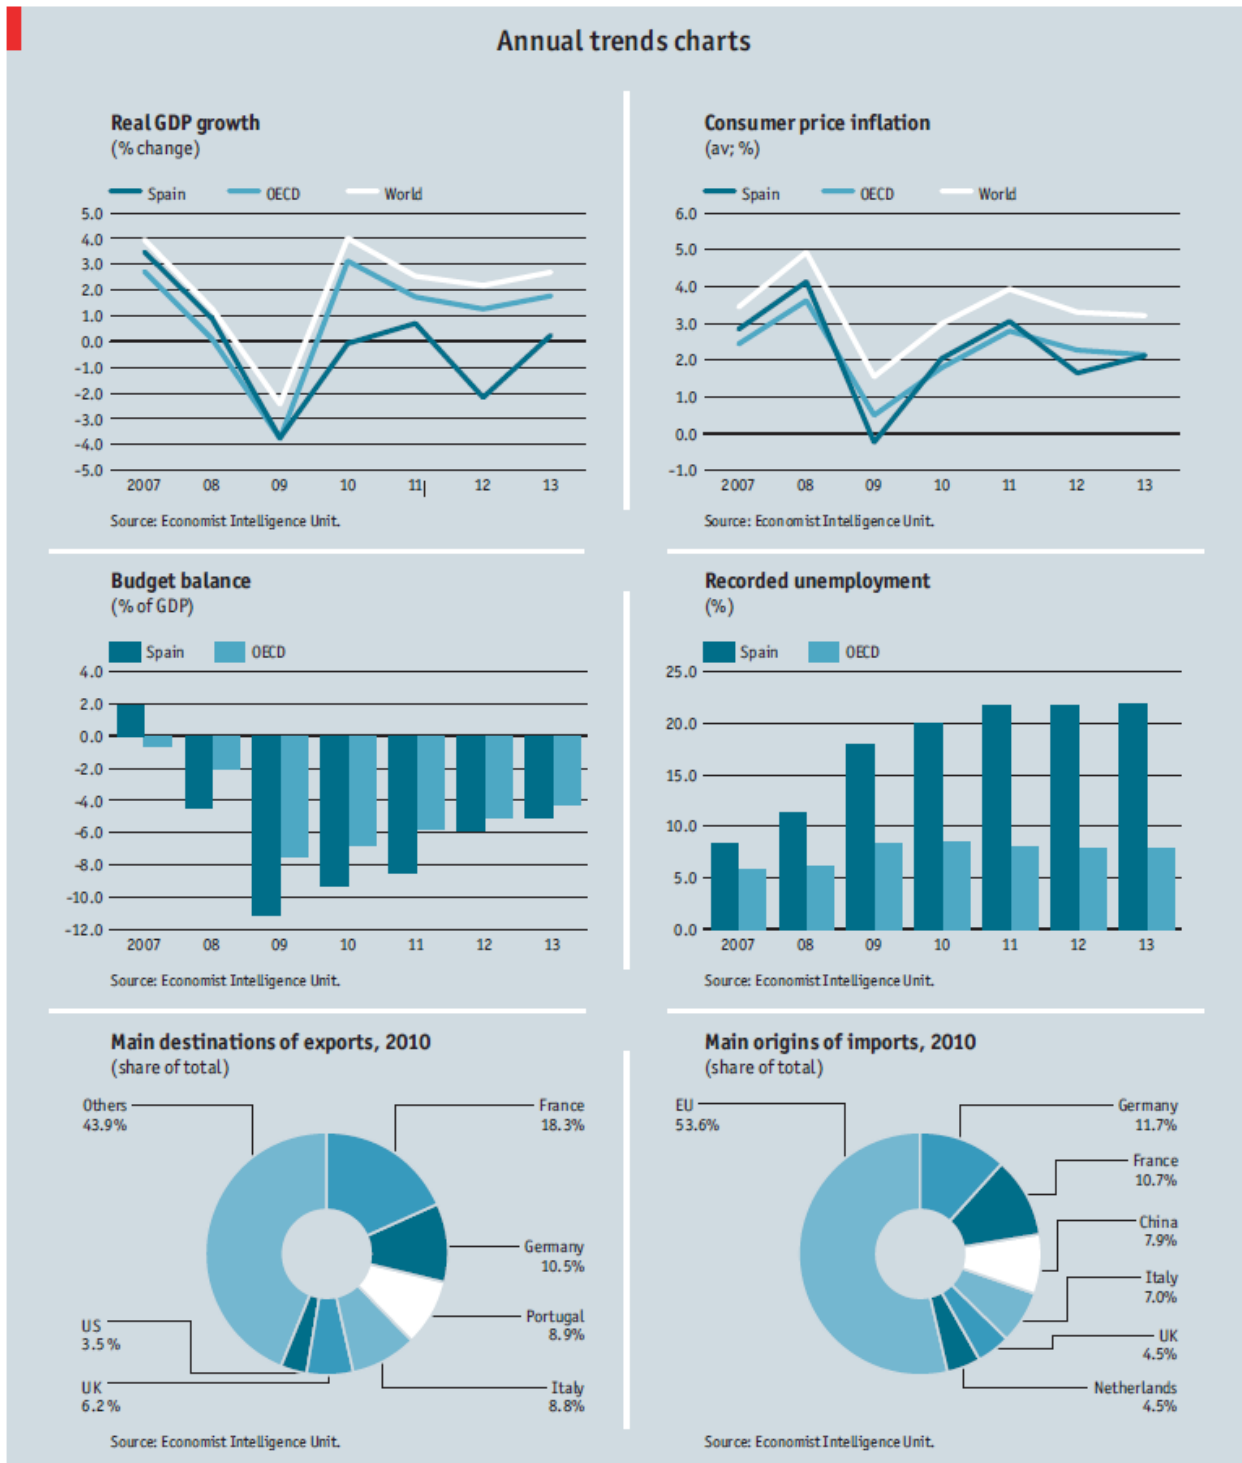 Annual trends charts
Real GDP growth
(% change)
Spain OECD World
5.0
4.0
3.0
2.0
1.0
0.0
-1.0
-2.0
-3.0
-4.0
-5.0
2007 08 09 10 11 12 13
Source: Economist Intelligence Unit.
Consumer price inflation
(av; %)
Spain OECD World
6.0
5.0
4.0
3.0
2.0
1.0
0.0
-1.0
2007 08 09 10 11 12 13
Source: Economist Intelligence Unit.
Budget balance
(% of GDP)
Spain OECD
4.0
2.0
0.0
-2.0
-4.0
-6.0
-8.0
-10.0
-12.0
2007 08 09 10 11 12 13
Source: Economist Intelligence Unit.
Recorded unemployment
(%)
Spain OECD
25.0
20.0
15.0
10.0
5.0
0.0
2007 08 09 10 11 12 13
Source: Economist Intelligence Unit.
Main destinations of exports, 2010
(share of total)
Others
43.9%
France
18.3%
Germany
10.5%
Portugal
8.9%
US
3.5%
UK
6.2%
Italy
8.8%
Source: Economist Intelligence Unit.
Main origins of imports, 2010
(share of total)
EU
53.6%
Germany
11.7%
France
10.7%
China
7.9%
Italy
7.0%
UK
4.5%
Netherlands
4.5%
Source: Economist Intelligence Unit.